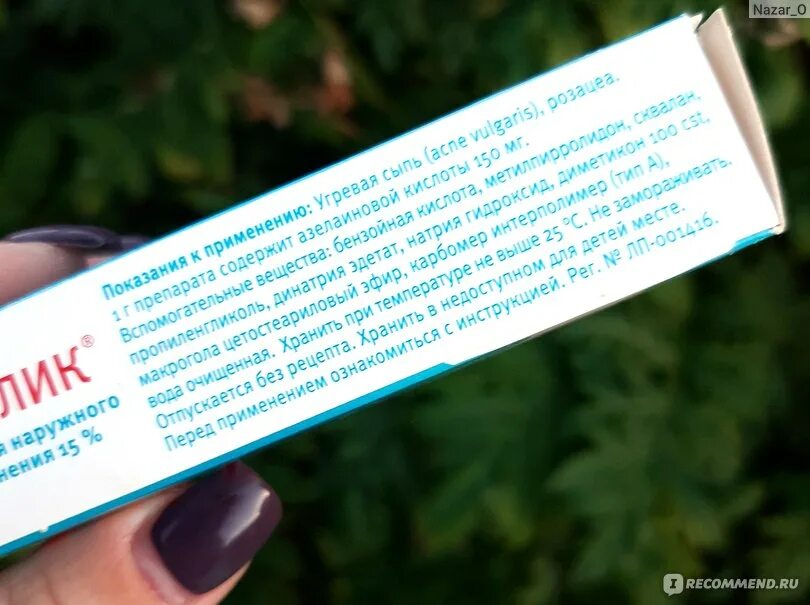 Nazar_O
Показания к применению: Угревая сыпь (acne vulgaris), розацеа.
1 г препарата содержит азелаиновой кислоты 150 мг.
Вспомогательные вещества: бензойная кислота, метилпирролидон, сквалан,
пропиленгликоль, динатрия эдетат, натрия гидроксид, диметикон 100 cst,
макрогола цетостеариловый эфир, карбомер интерполимер (тип А),
вода очищенная. Хранить при температуре не выше 25 °С. Не замораживать.
Отпускается без рецепта. Хранить в недоступном для детей месте.
Перед применением ознакомиться с инструкцией. Рег. № ЛП-001416.
ЛИК®
я наружного
нения 15 %
IRECOMMEND.RU